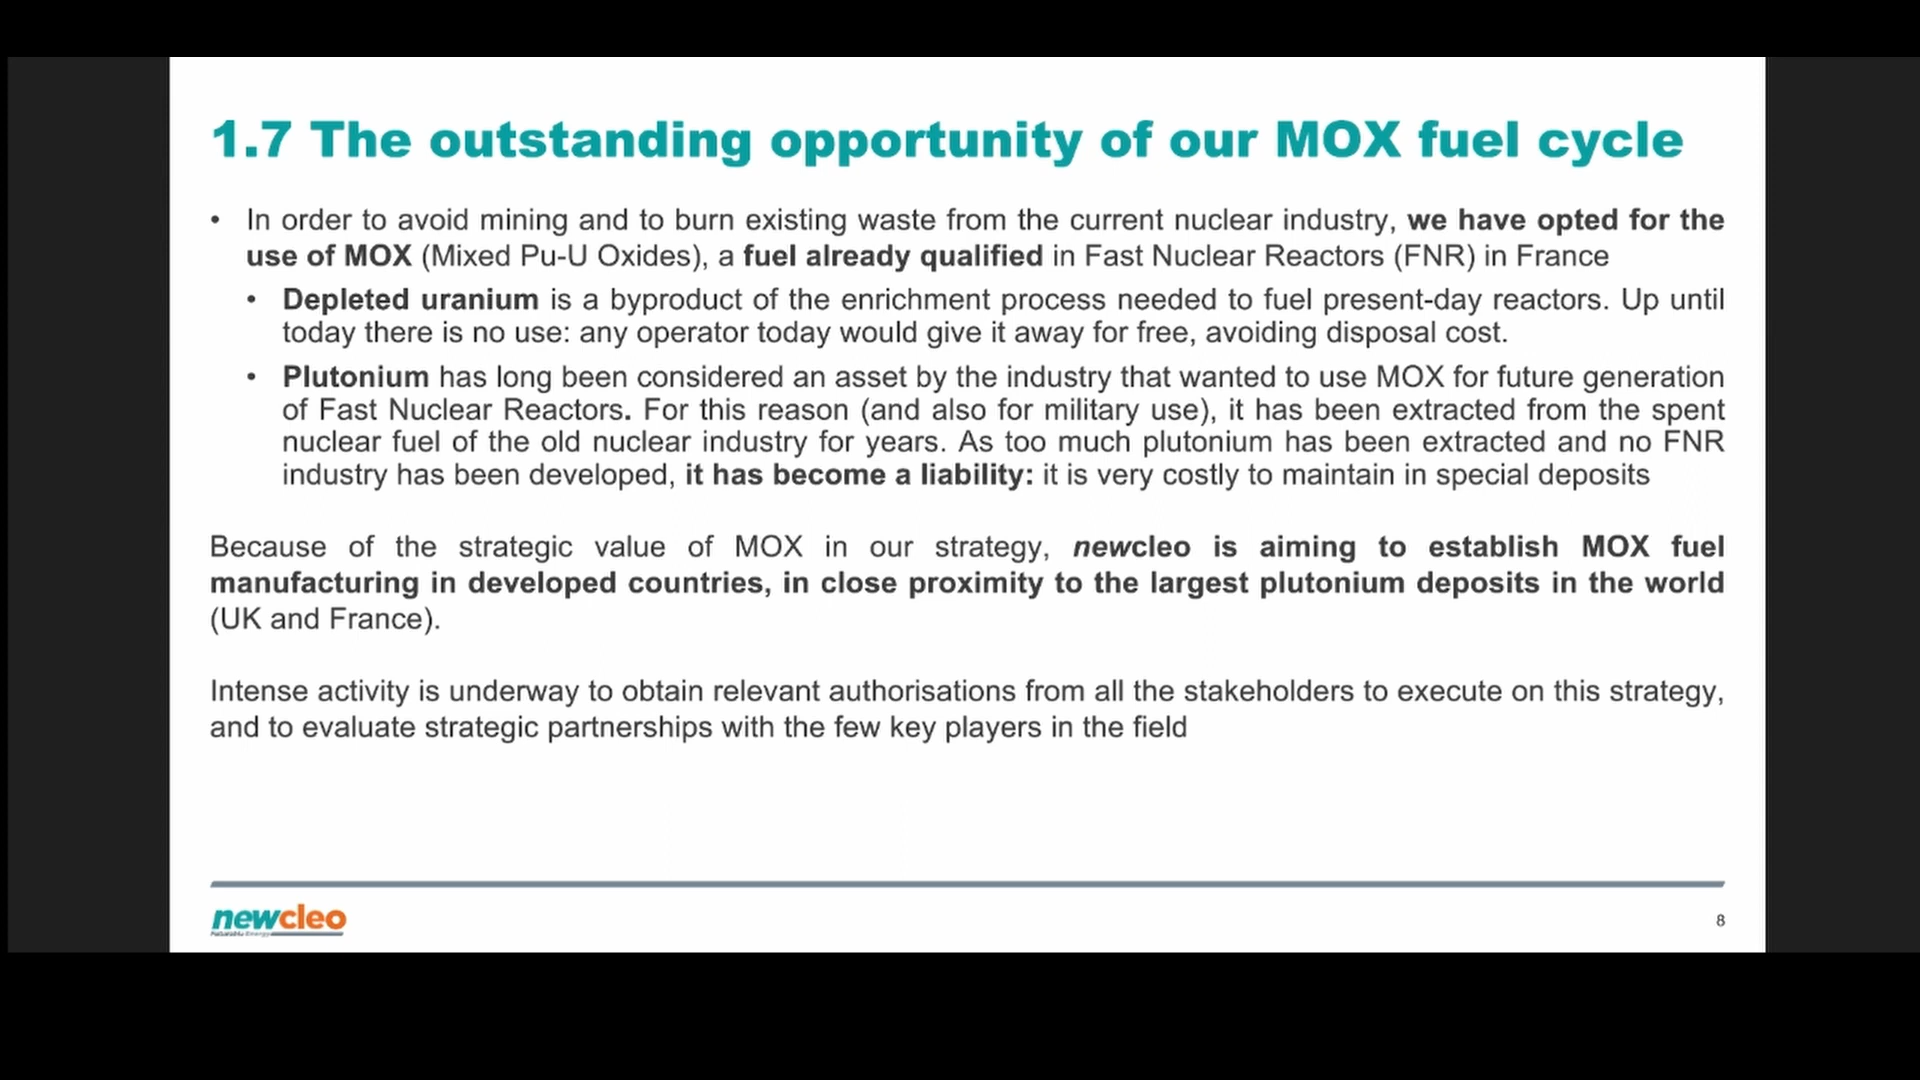 1.7 The outstanding opportunity of our MOX fuel cycle
• In order to avoid mining and to burn existing waste from the current nuclear industry, we have opted for the
use of MOX (Mixed Pu-U Oxides), a fuel already qualified in Fast Nuclear Reactors (FNR) in France
• Depleted uranium is a byproduct of the enrichment process needed to fuel present-day reactors. Up until
today there is no use: any operator today would give it away for free, avoiding disposal cost.
• Plutonium has long been considered an asset by the industry that wanted to use MOX for future generation
of Fast Nuclear Reactors. For this reason (and also for military use), it has been extracted from the spent
nuclear fuel of the old nuclear industry for years. As too much plutonium has been extracted and no FNR
industry has been developed, it has become a liability: it is very costly to maintain in special deposits
Because of the strategic value of MOX in our strategy, newcleo is aiming to establish MOX fuel
manufacturing in developed countries, in close proximity to the largest plutonium deposits in the world
(UK and France).
Intense activity is underway to obtain relevant authorisations from all the stakeholders to execute on this strategy,
and to evaluate strategic partnerships with the few key players in the field
newcleo
8